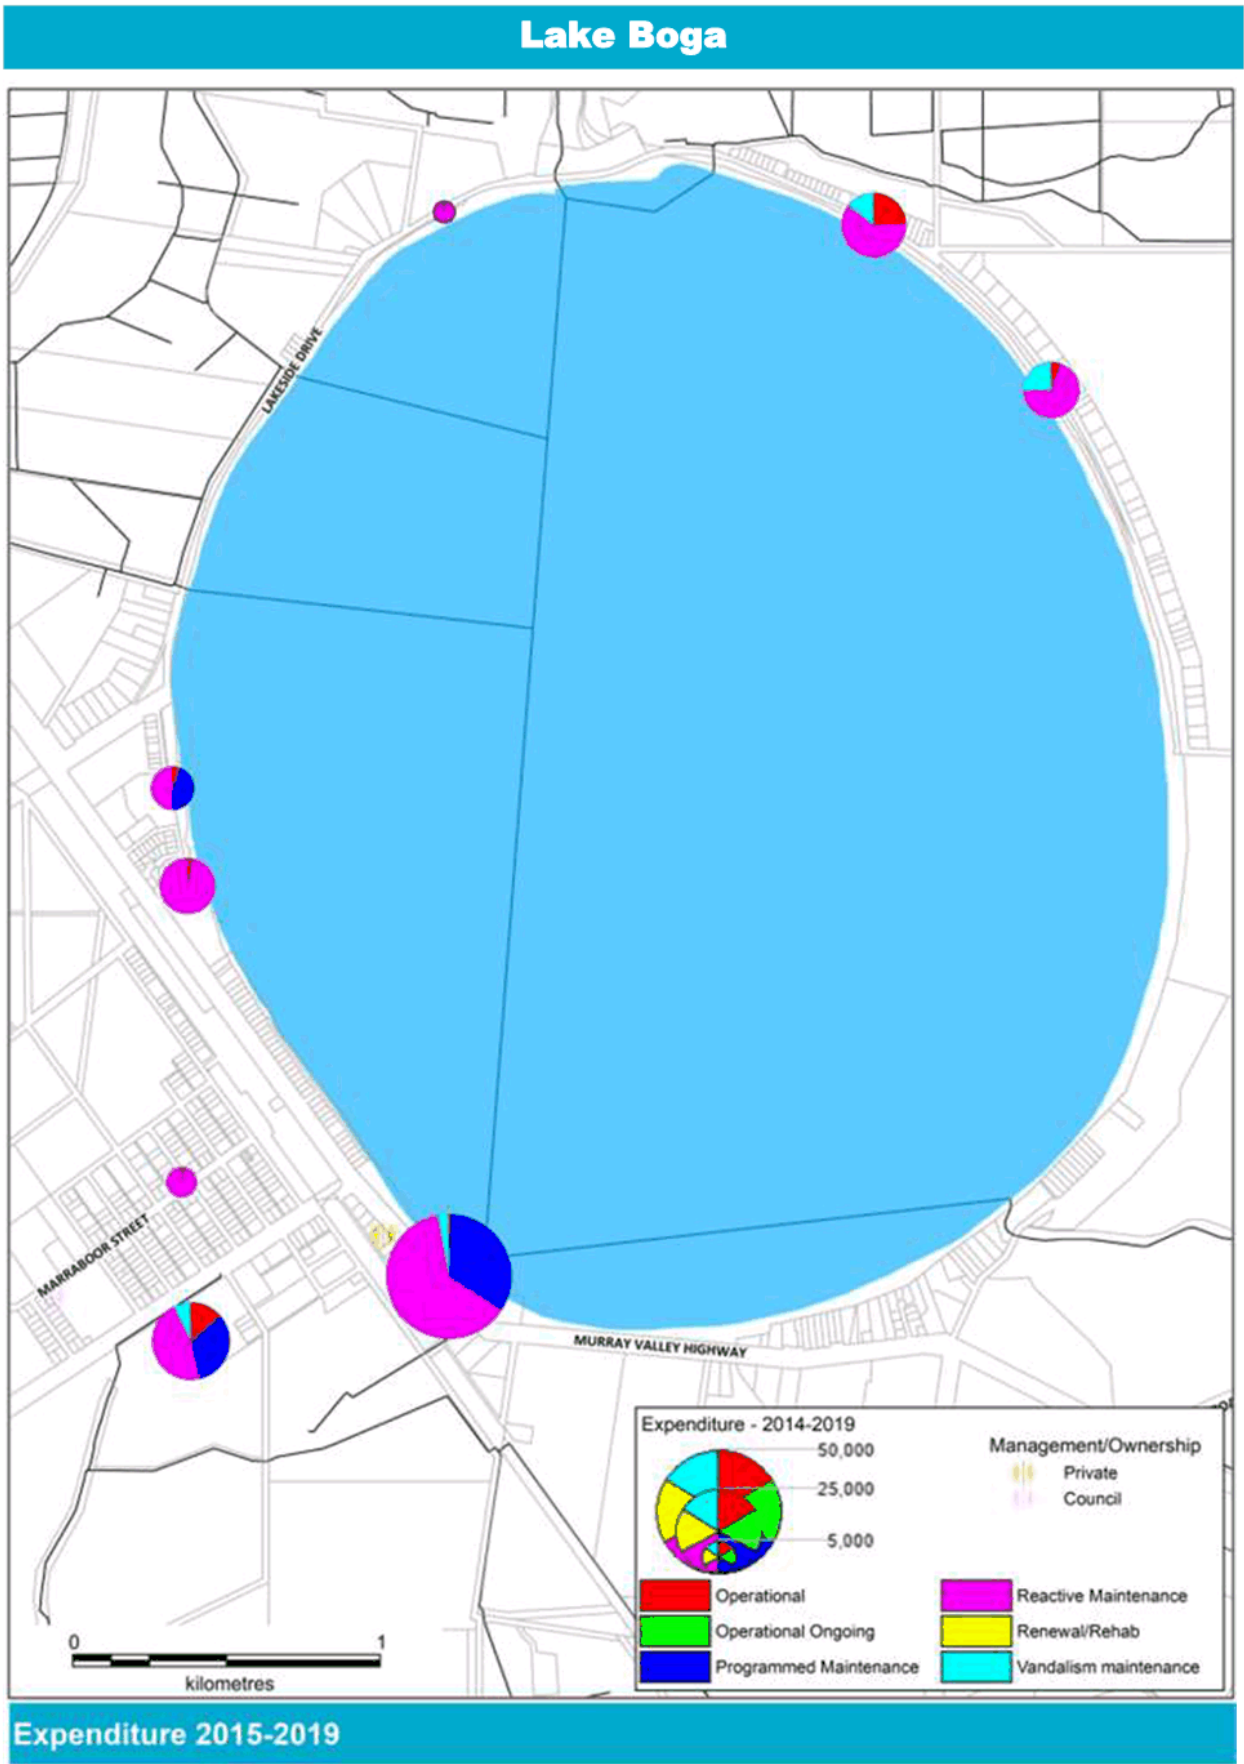 Lake Boga
LAKESIDE DRIVE
MARRABOOR STREET
MURRAY VALLEY HIGHWAY
Expenditure - 2014-2019
50,000
25,000
5,000
Management/Ownership
Private
Council
Operational
Reactive Maintenance
Operational Ongoing
Renewal/Rehab
Programmed Maintenance
Vandalism maintenance
0 1
kilometres
Expenditure 2015-2019